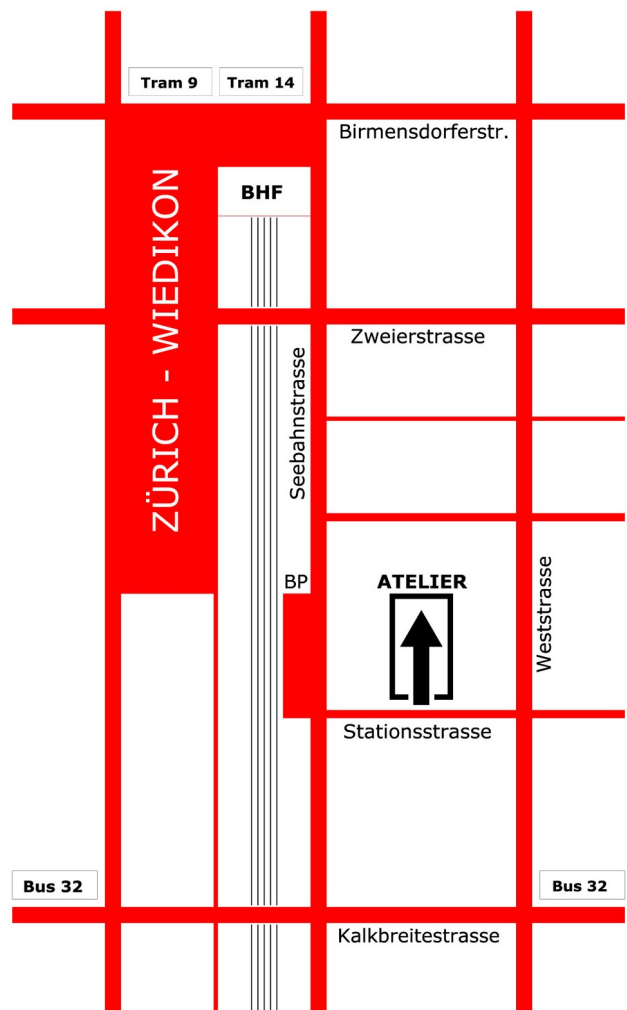 Tram 9
Tram 14
Birmensdorferstr.
BHF
ZÜRICH - WIEDIKON
Zweierstrasse
Seebahnstrasse
BP
ATELIER
Weststrasse
Stationsstrasse
Bus 32
Bus 32
Kalkbreitestrasse